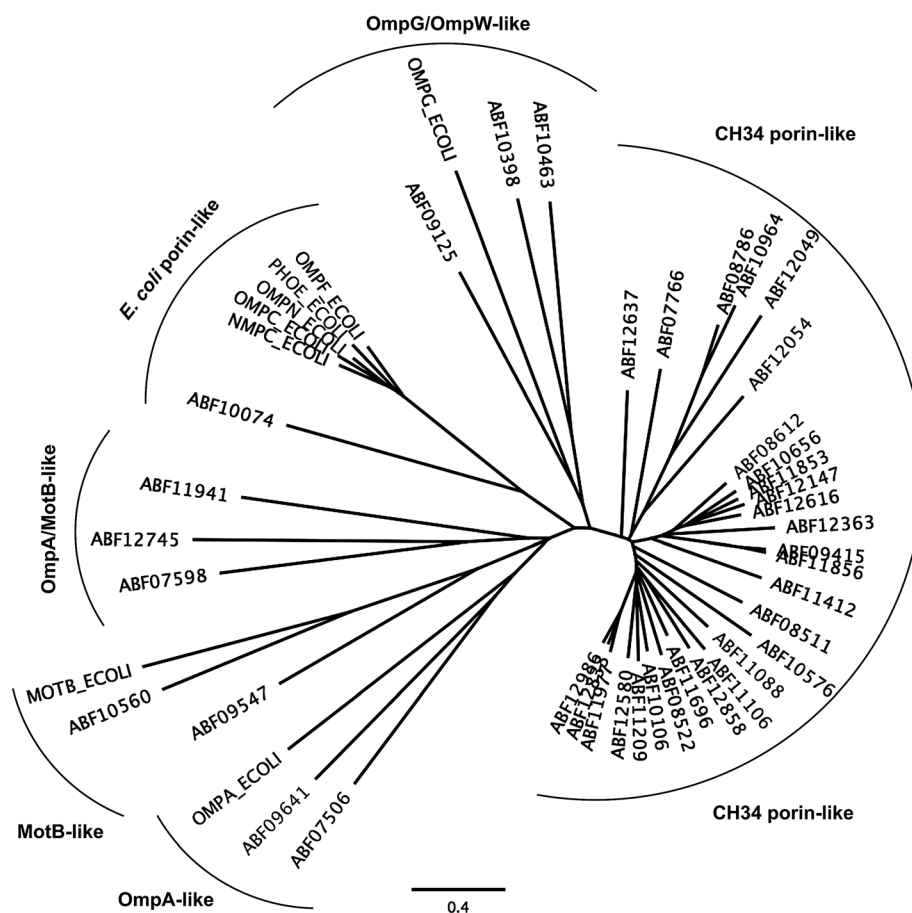 OmpG/OmpW-like
OMPG_ECOLI
ABF10398
ABF10463
ABF09125
CH34 porin-like
ABF12637
ABF07766
ABF08786
ABF10964
ABF12049
ABF12054
ABF08612
ABF10656
ABF11853
ABF12147
ABF12616
ABF12363
ABF09415
ABF11856
ABF11412
ABF08511
ABF10576
ABF11088
ABF11106
ABF12858
ABF11696
ABF08522
ABF10106
ABF11209
ABF12580
ABF11977
ABF12986
CH34 porin-like
E. coli porin-like
OMPF_ECOLI
PHOE_ECOLI
OMPN_ECOLI
OMPC_ECOLI
NMPC_ECOLI
ABF10074
OmpA/MotB-like
ABF11941
ABF12745
ABF07598
MOTB_ECOLI
ABF10560
ABF09547
MotB-like
OMPA_ECOLI
ABF09641
ABF07506
OmpA-like
0.4